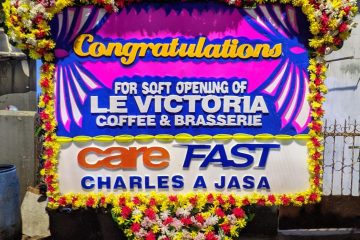 Congratulations
FOR SOFT OPENING OF
LE VICTORIA
COFFEE & BRASSERIE
care FAST
CHARLES A JASA